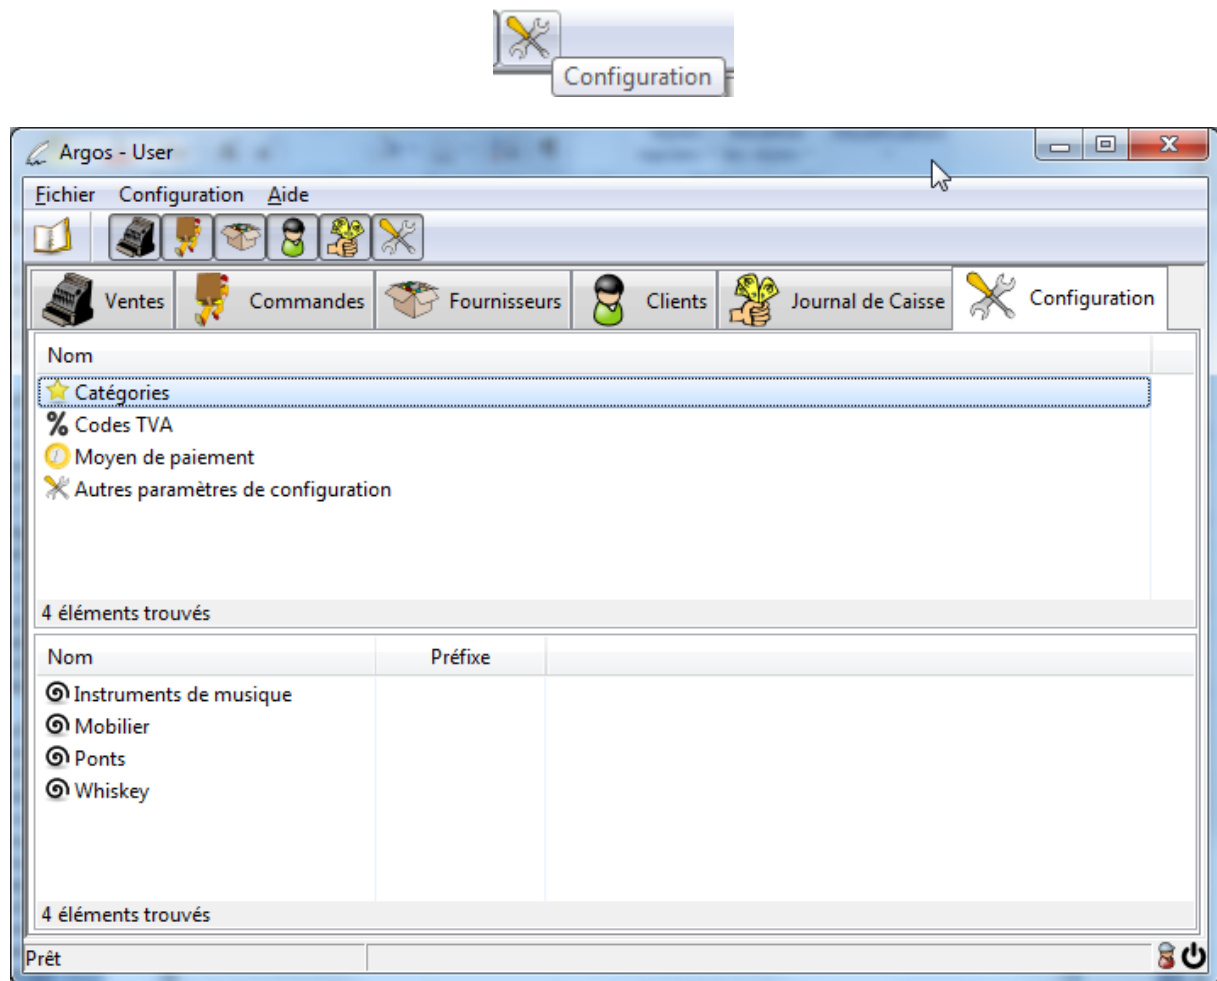 Configuration
Argos - User
Fichier Configuration Aide
Ventes Commandes Fournisseurs Clients Journal de Caisse Configuration
Nom
Catégories
% Codes TVA
Moyen de paiement
Autres paramètres de configuration
4 éléments trouvés
Nom Préfixe
Instruments de musique
Mobilier
Ponts
Whiskey
4 éléments trouvés
Prêt